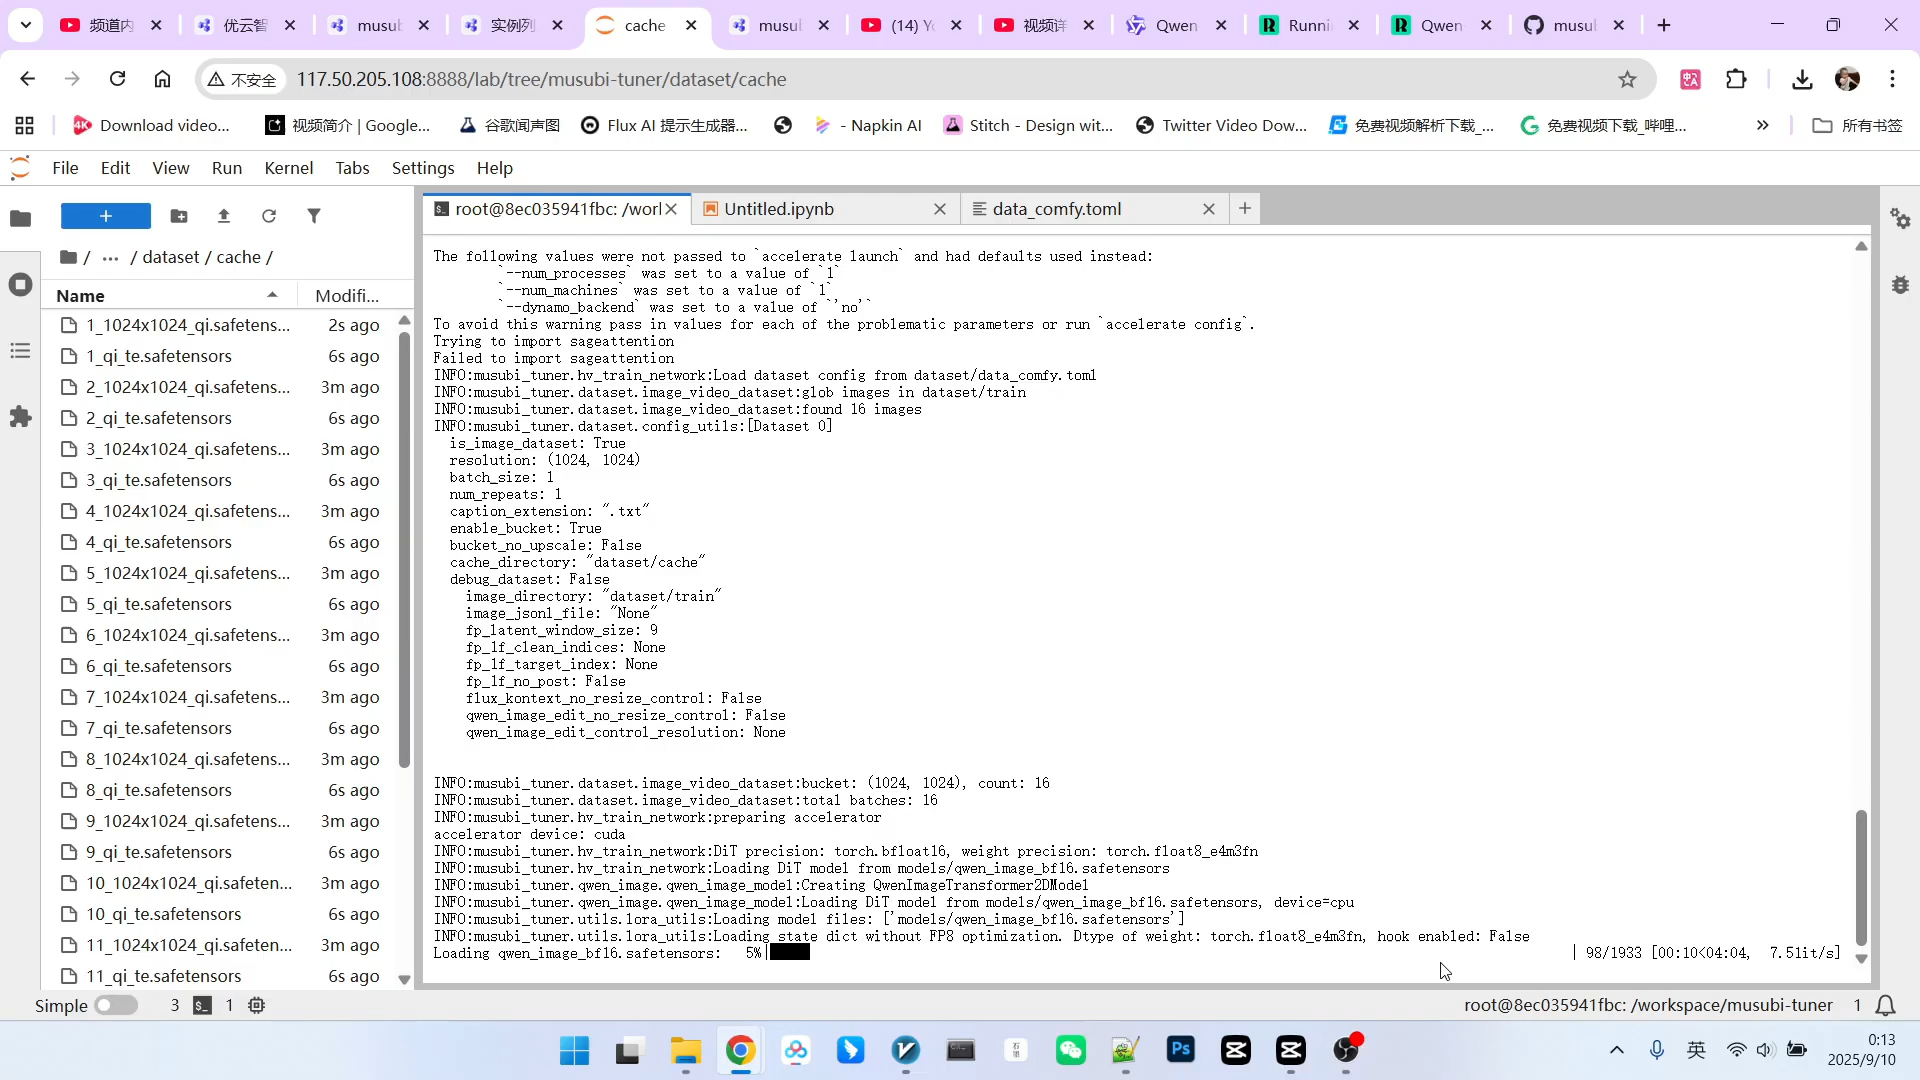 频道内
优云智
musul
实例列
cache
musul
(14) Yo
视频详
Qwen
Runni
Qwen
musul
不安全
117.50.205.108:8888/lab/tree/musubi-tuner/dataset/cache
Download video...
视频简介 | Google...
谷歌闻声图
Flux AI 提示生成器...
- Napkin AI
Stitch - Design wit...
Twitter Video Dow...
免费视频解析下载_...
免费视频下载_哔哩...
所有书签
File Edit View Run Kernel Tabs Settings Help
root@8ec035941fbc: /worl
Untitled.ipynb
data_comfy.toml
/ ... / dataset / cache /
Name Modifi...
1_1024x1024_qi.safetens... 2s ago
1_qi_te.safetensors 6s ago
2_1024x1024_qi.safetens... 3m ago
2_qi_te.safetensors 6s ago
3_1024x1024_qi.safetens... 3m ago
3_qi_te.safetensors 6s ago
4_1024x1024_qi.safetens... 3m ago
4_qi_te.safetensors 6s ago
5_1024x1024_qi.safetens... 3m ago
5_qi_te.safetensors 6s ago
6_1024x1024_qi.safetens... 3m ago
6_qi_te.safetensors 6s ago
7_1024x1024_qi.safetens... 3m ago
7_qi_te.safetensors 6s ago
8_1024x1024_qi.safetens... 3m ago
8_qi_te.safetensors 6s ago
9_1024x1024_qi.safetens... 3m ago
9_qi_te.safetensors 6s ago
10_1024x1024_qi.safeten... 3m ago
10_qi_te.safetensors 6s ago
11_1024x1024_qi.safeten... 3m ago
11_qi_te.safetensors 6s ago
The following values were not passed to `accelerate launch` and had defaults used instead:
`--num_processes` was set to a value of `1`
`--num_machines` was set to a value of `1`
`--dynamo_backend` was set to a value of `'no'`
To avoid this warning pass in values for each of the problematic parameters or run `accelerate config`.
Trying to import sageattention
Failed to import sageattention
INFO:musubi_tuner.hv_train_network:Load dataset config from dataset/data_comfy.toml
INFO:musubi_tuner.dataset.image_video_dataset:glob images in dataset/train
INFO:musubi_tuner.dataset.image_video_dataset:found 16 images
INFO:musubi_tuner.dataset.config_utils:[Dataset 0]
is_image_dataset: True
resolution: (1024, 1024)
batch_size: 1
num_repeats: 1
caption_extension: ".txt"
enable_bucket: True
bucket_no_upscale: False
cache_directory: "dataset/cache"
debug_dataset: False
image_directory: "dataset/train"
image_jsonl_file: "None"
fp_latent_window_size: 9
fp_1f_clean_indices: None
fp_1f_target_index: None
fp_1f_no_post: False
flux_kontext_no_resize_control: False
qwen_image_edit_no_resize_control: False
qwen_image_edit_control_resolution: None
INFO:musubi_tuner.dataset.image_video_dataset:bucket: (1024, 1024), count: 16
INFO:musubi_tuner.dataset.image_video_dataset:total batches: 16
INFO:musubi_tuner.hv_train_network:preparing accelerator
accelerator device: cuda
INFO:musubi_tuner.hv_train_network:DiT precision: torch.bfloat16, weight precision: torch.float8_e4m3fn
INFO:musubi_tuner.hv_train_network:Loading DiT model from models/qwen_image_bf16.safetensors
INFO:musubi_tuner.qwen_image.qwen_image_model:Creating QwenImageTransformer2DModel
INFO:musubi_tuner.qwen_image.qwen_image_model:Loading DiT model from models/qwen_image_bf16.safetensors, device=cpu
INFO:musubi_tuner.utils.lora_utils:Loading model files: ['models/qwen_image_bf16.safetensors']
INFO:musubi_tuner.utils.lora_utils:Loading state dict without FP8 optimization. Dtype of weight: torch.float8_e4m3fn, hook enabled: False
Loading qwen_image_bf16.safetensors: 5%| | 98/1933 [00:10<04:04, 7.51it/s]
Simple 3 1
root@8ec035941fbc: /workspace/musubi-tuner 1
石墨
Ps
英
0:13
2025/9/10